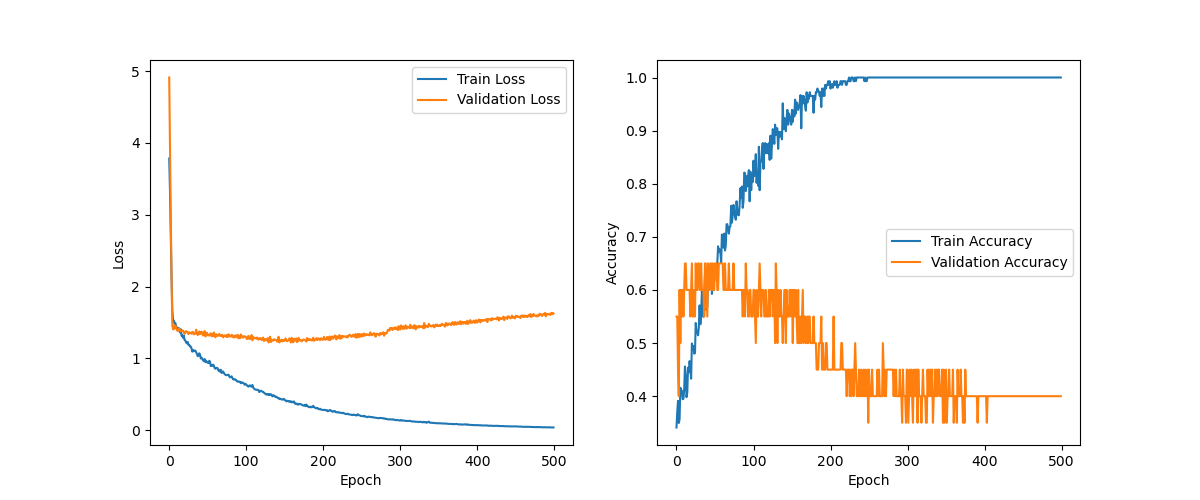 5
4
3
2
1
0
Loss
0 100 200 300 400 500
Epoch
Train Loss
Validation Loss
1.0
0.9
0.8
0.7
0.6
0.5
0.4
Accuracy
0 100 200 300 400 500
Epoch
Train Accuracy
Validation Accuracy